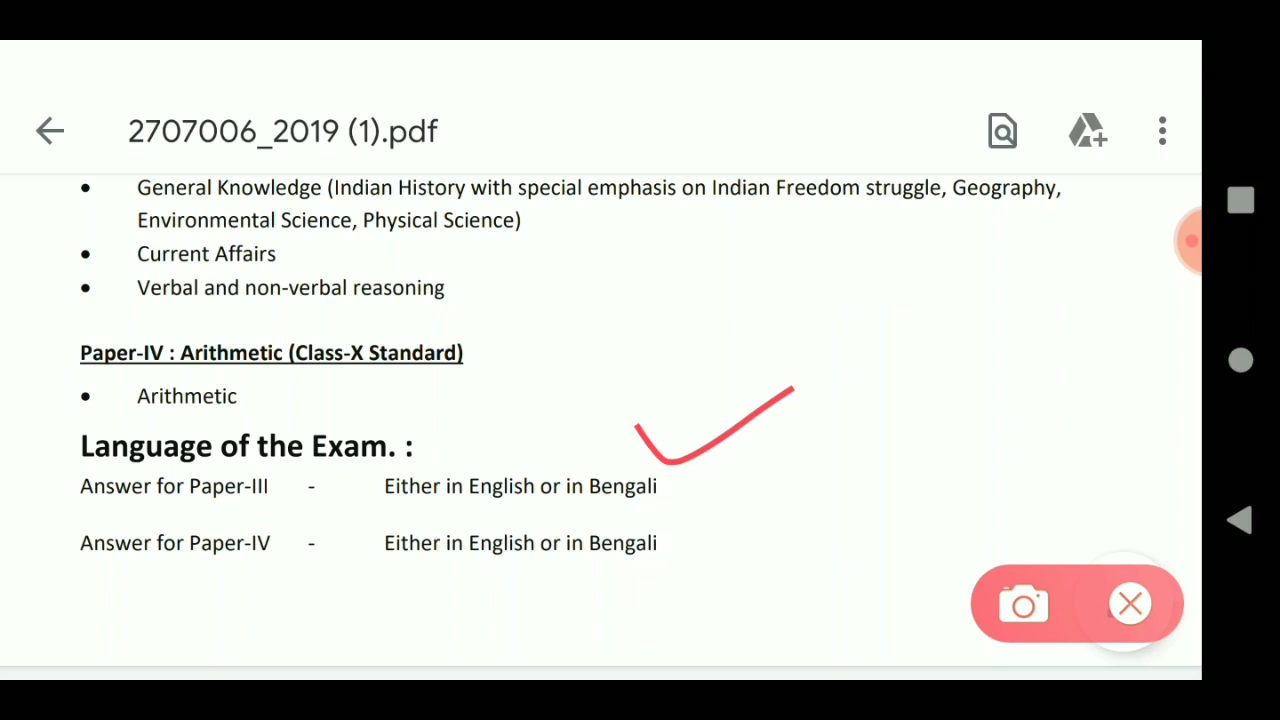 2707006_2019 (1).pdf
• General Knowledge (Indian History with special emphasis on Indian Freedom struggle, Geography,
Environmental Science, Physical Science)
• Current Affairs
• Verbal and non-verbal reasoning
Paper-IV : Arithmetic (Class-X Standard)
• Arithmetic
Language of the Exam. :
Answer for Paper-III - Either in English or in Bengali
Answer for Paper-IV - Either in English or in Bengali